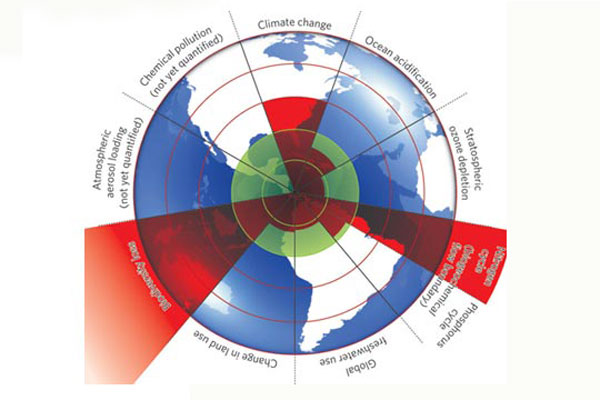 Climate change
Ocean acidification
Stratospheric
ozone depletion
Nitrogen
cycle
(biogeochemical
flow boundary)
Phosphorus
cycle
Global
freshwater use
Change in land use
Biodiversity loss
Atmospheric
aerosol loading
(not yet quantified)
Chemical pollution
(not yet quantified)